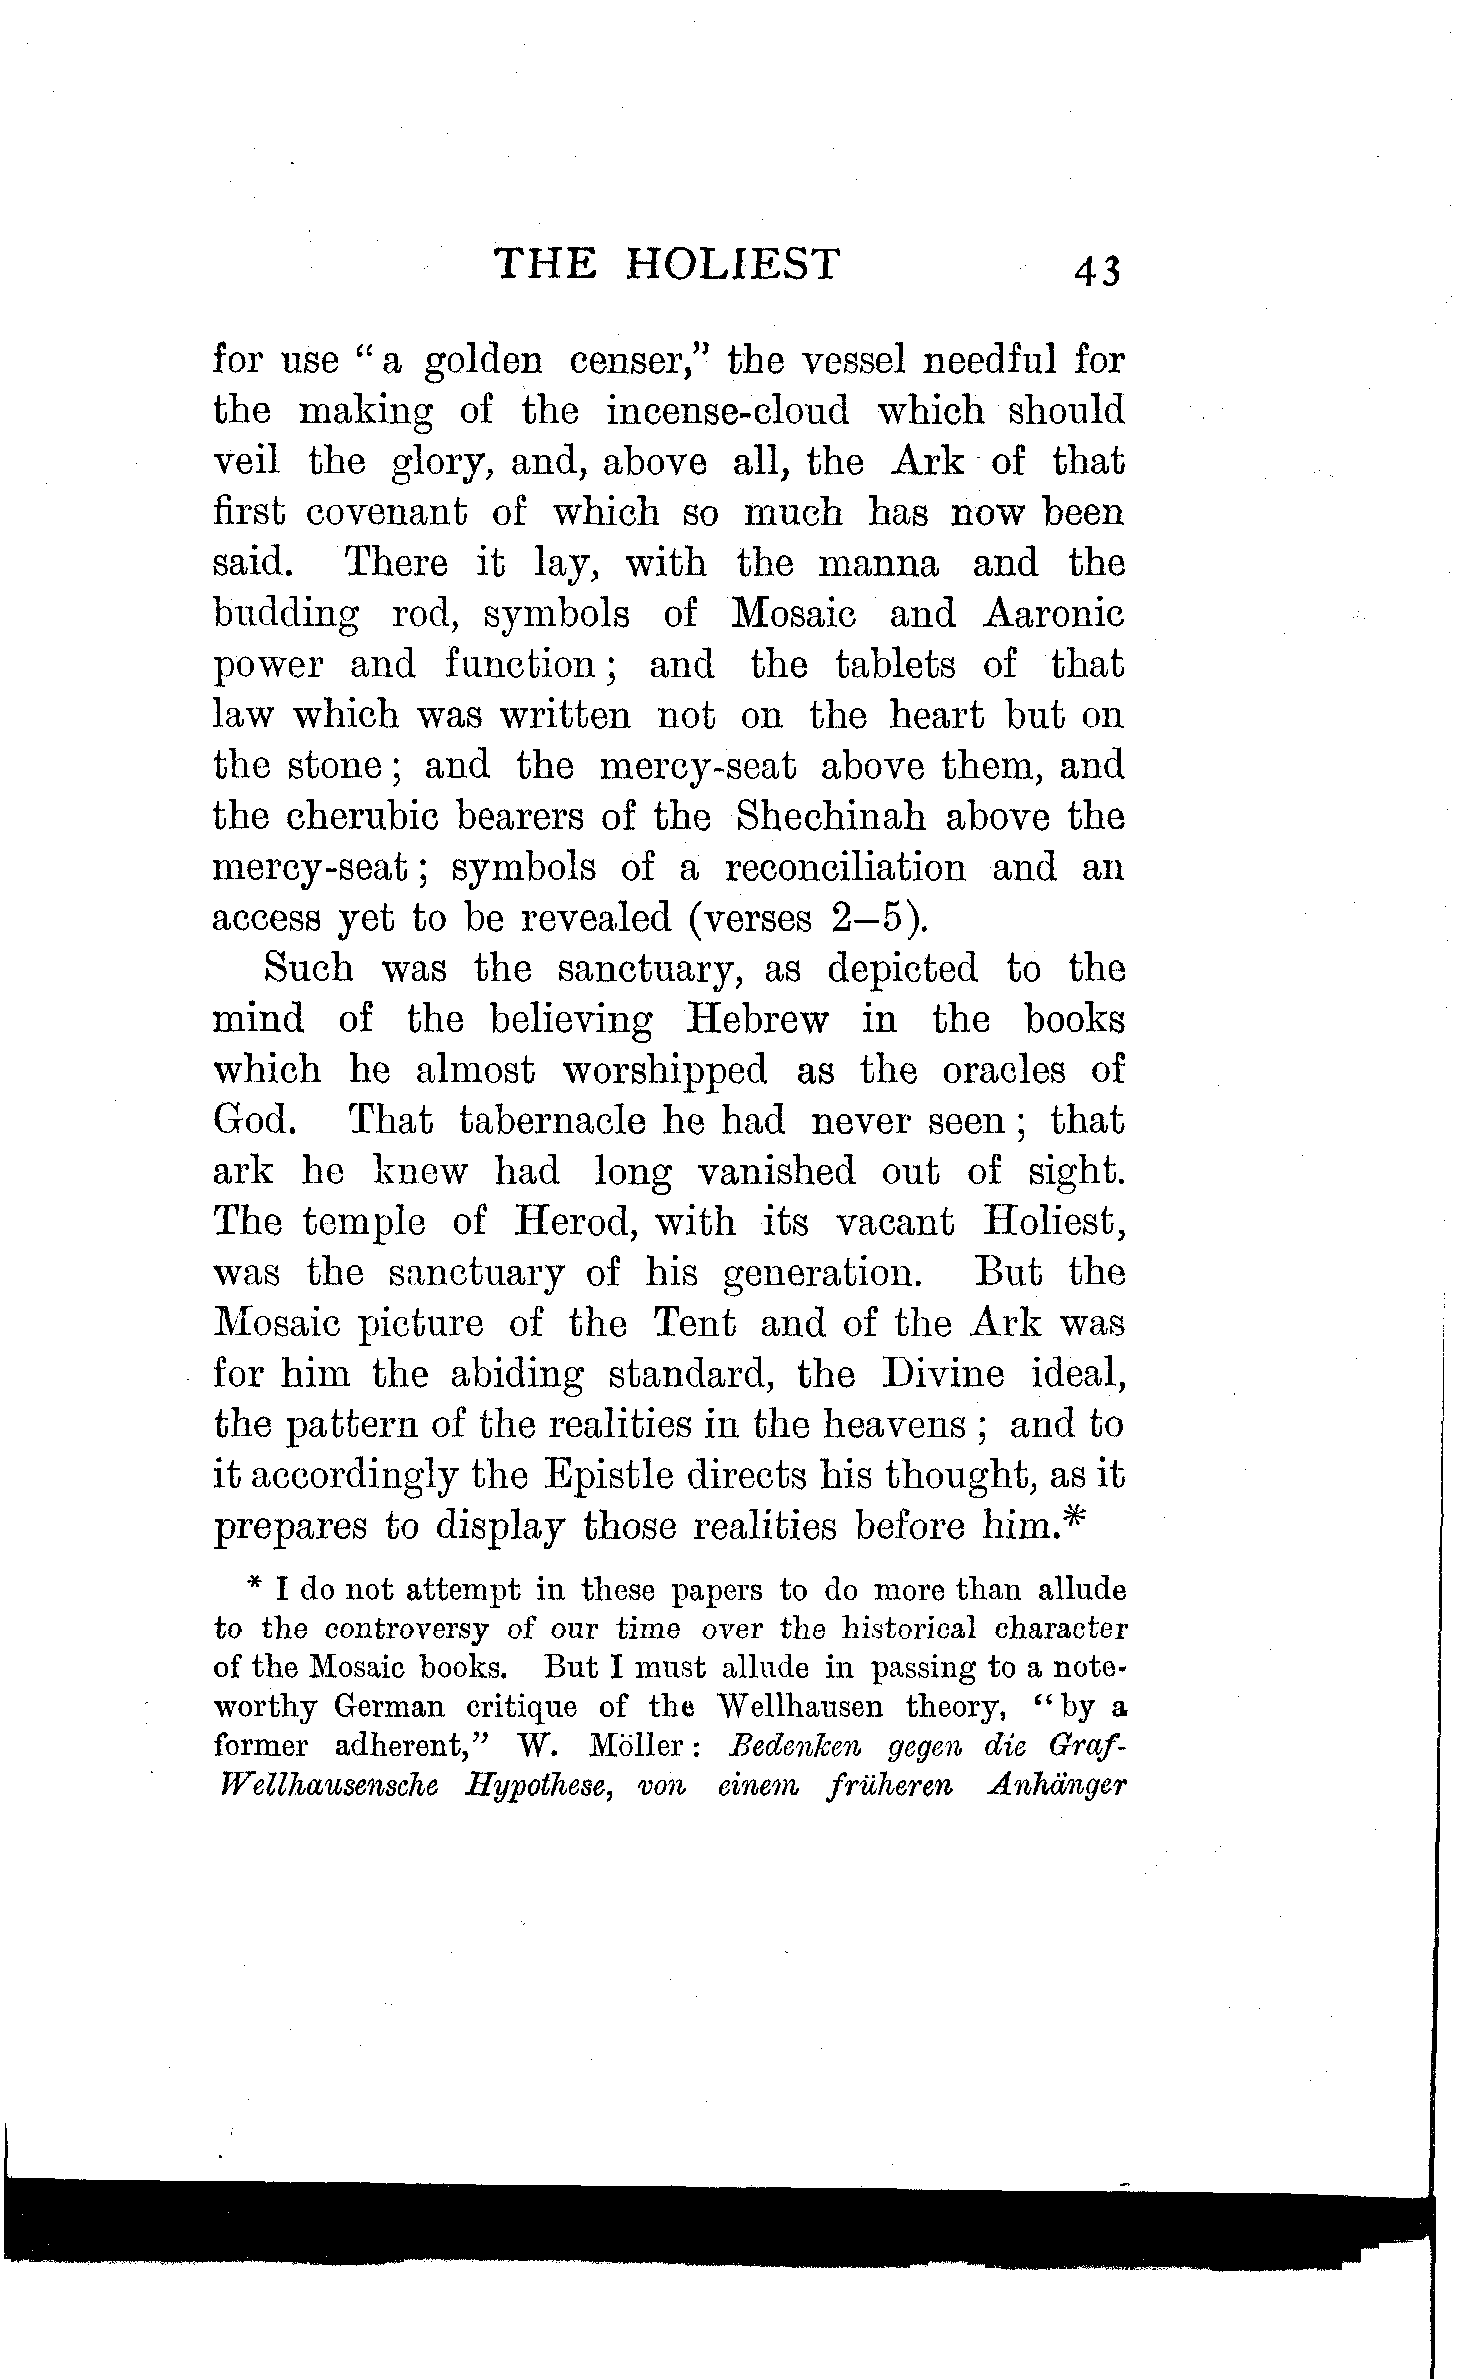 THE HOLIEST 43
for use “ a golden censer,” the vessel needful for
the making of the incense-cloud which should
veil the glory, and, above all, the Ark of that
first covenant of which so much has now been
said. There it lay, with the manna and the
budding rod, symbols of Mosaic and Aaronic
power and function ; and the tablets of that
law which was written not on the heart but on
the stone ; and the mercy-seat above them, and
the cherubic bearers of the Shechinah above the
mercy-seat ; symbols of a reconciliation and an
access yet to be revealed (verses 2–5).
Such was the sanctuary, as depicted to the
mind of the believing Hebrew in the books
which he almost worshipped as the oracles of
God. That tabernacle he had never seen ; that
ark he knew had long vanished out of sight.
The temple of Herod, with its vacant Holiest,
was the sanctuary of his generation. But the
Mosaic picture of the Tent and of the Ark was
for him the abiding standard, the Divine ideal,
the pattern of the realities in the heavens ; and to
it accordingly the Epistle directs his thought, as it
prepares to display those realities before him.*
* I do not attempt in these papers to do more than allude
to the controversy of our time over the historical character
of the Mosaic books. But I must allude in passing to a note-
worthy German critique of the Wellhausen theory, “ by a
former adherent,” W. Möller : Bedenken gegen die Graf-
Wellhausensche Hypothese, von einem früheren Anhänger